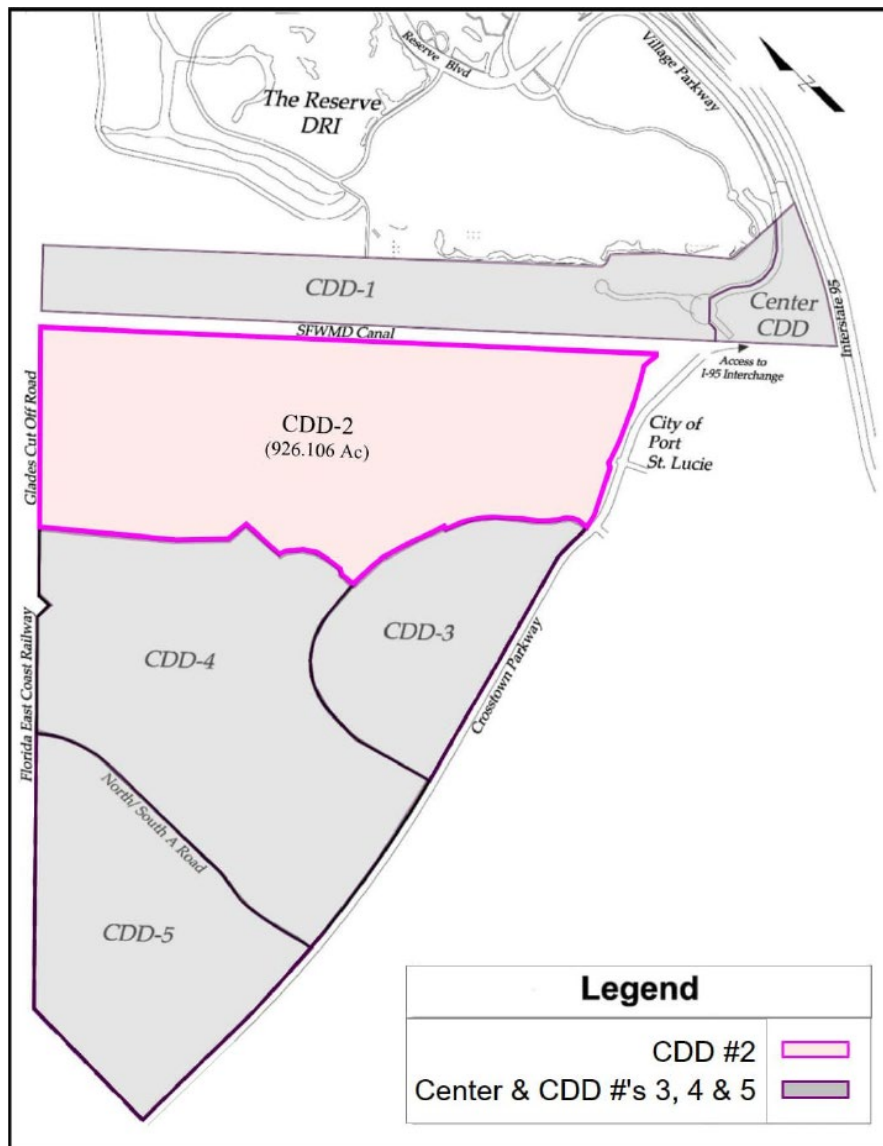 Reserve Blvd
Village Parkway
The Reserve
DRI
N
CDD-1
Center
CDD
Interstate 95
SFWMD Canal
Access to
I-95 Interchange
Glades Cut Off Road
CDD-2
(926.106 Ac)
City of
Port
St. Lucie
Florida East Coast Railway
CDD-4
CDD-3
Crosstown Parkway
North/South A Road
CDD-5
Legend
CDD #2
Center & CDD #'s 3, 4 & 5